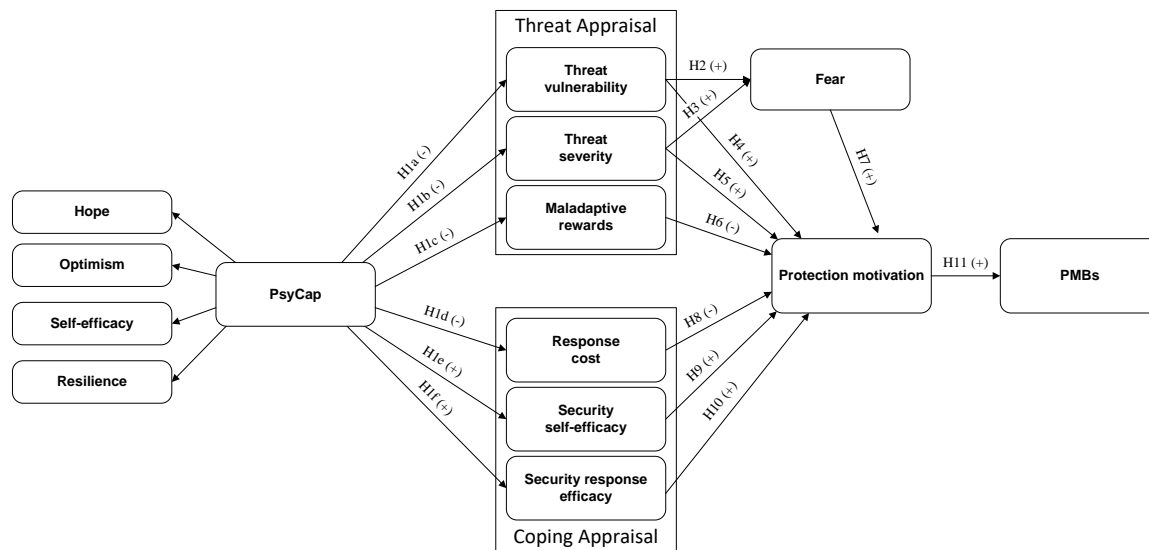 Threat Appraisal
Threat
vulnerability
Threat
severity
Maladaptive
rewards
Fear
H2 (+)
H3 (+)
H4 (+)
H5 (+)
H6 (-)
H7 (+)
H1a (-)
H1b (-)
H1c (-)
H1d (-)
H1e (+)
H1f (+)
Hope
Optimism
Self-efficacy
Resilience
PsyCap
Protection motivation
H11 (+)
PMBs
Response
cost
Security
self-efficacy
Security response
efficacy
H8 (-)
H9 (+)
H10 (+)
Coping Appraisal